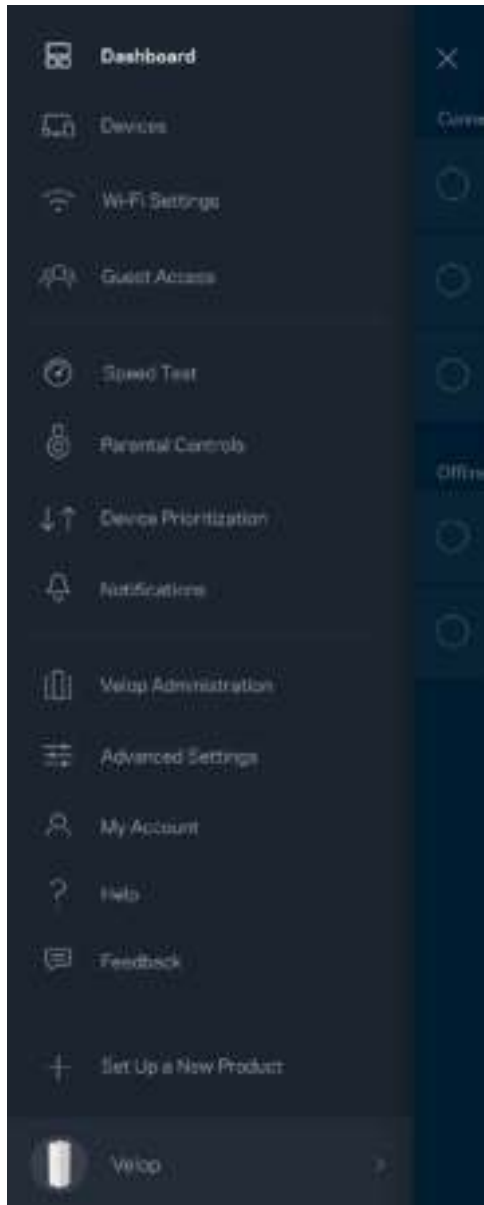 Dashboard
Devices
Wi-Fi Settings
Guest Access
Speed Test
Parental Controls
Device Prioritization
Notifications
Velop Administration
Advanced Settings
My Account
Help
Feedback
Set Up a New Product
Velop